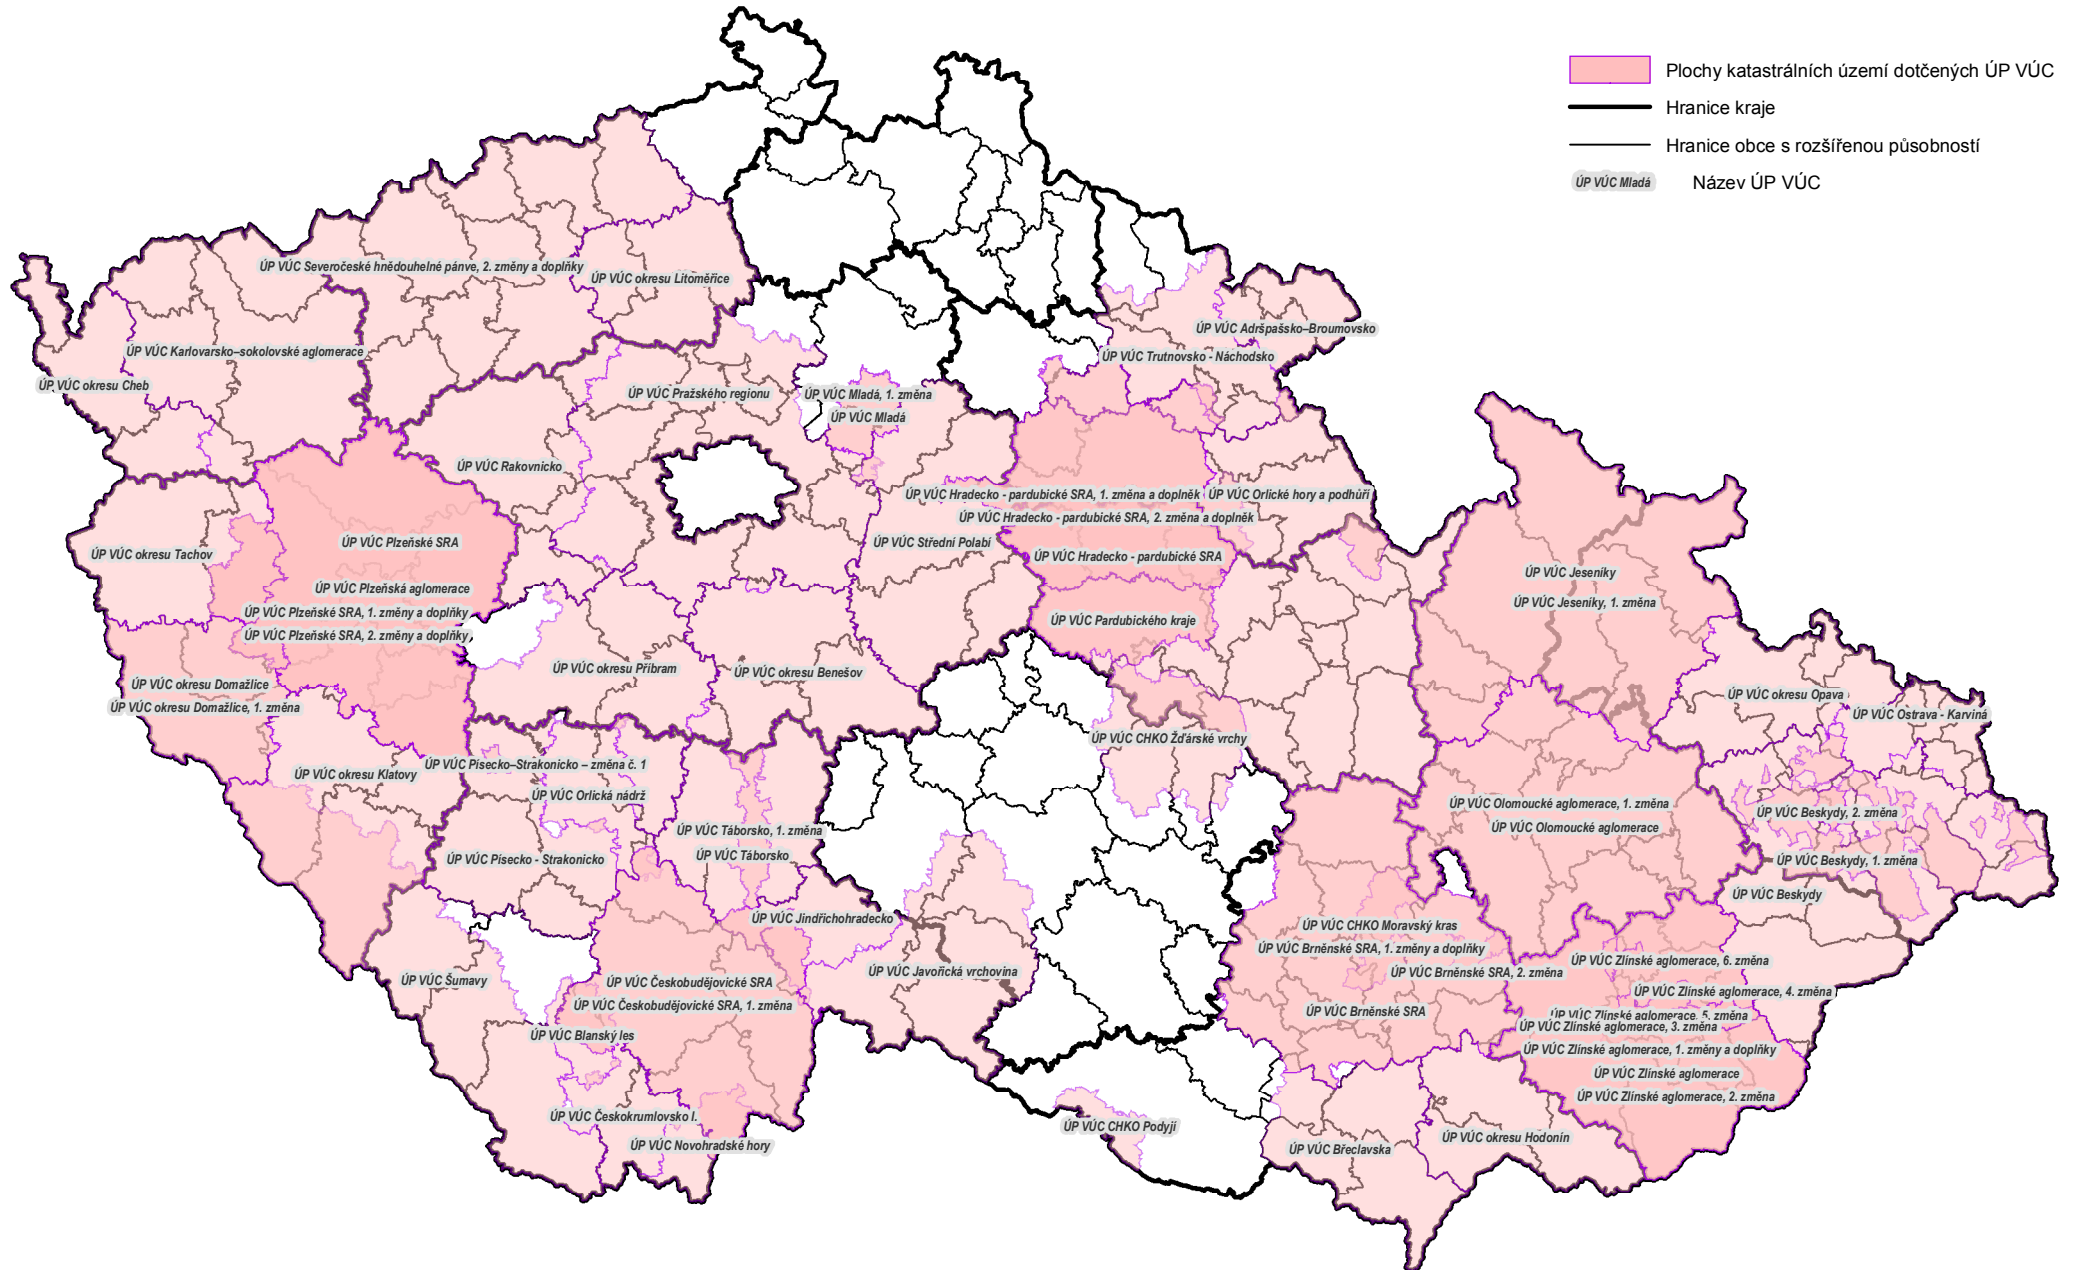 Plochy katastrálních území dotčených ÚP VÚC
Hranice kraje
Hranice obce s rozšířenou působností
ÚP VÚC Mladá
Název ÚP VÚC
ÚP VÚC Severočeské hnědouhelné pánve, 2. změny a doplňky
ÚP VÚC okresu Litoměřice
ÚP VÚC Adršpašsko–Broumovsko
ÚP VÚC Karlovarsko–sokolovské aglomerace
ÚP VÚC Trutnovsko - Náchodsko
ÚP VÚC okresu Cheb
ÚP VÚC Pražského regionu
ÚP VÚC Mladá, 1. změna
ÚP VÚC Mladá
ÚP VÚC Rakovnicko
ÚP VÚC Hradecko - pardubické SRA, 1. změna a doplněk
ÚP VÚC Orlické hory a podhůří
ÚP VÚC Hradecko - pardubické SRA, 2. změna a doplněk
ÚP VÚC Plzeňské SRA
ÚP VÚC Střední Polabí
ÚP VÚC okresu Tachov
ÚP VÚC Hradecko - pardubické SRA
ÚP VÚC Jeseníky
ÚP VÚC Plzeňská aglomerace
ÚP VÚC Jeseníky, 1. změna
ÚP VÚC Plzeňské SRA, 1. změny a doplňky
ÚP VÚC Pardubického kraje
ÚP VÚC Plzeňské SRA, 2. změny a doplňky
ÚP VÚC okresu Příbram
ÚP VÚC okresu Benešov
ÚP VÚC okresu Domažlice
ÚP VÚC okresu Opava
ÚP VÚC okresu Domažlice, 1. změna
ÚP VÚC Ostrava - Karviná
ÚP VÚC CHKO Žďárské vrchy
ÚP VÚC Písecko–Strakonicko – změna č. 1
ÚP VÚC okresu Klatovy
ÚP VÚC Orlická nádrž
ÚP VÚC Olomoucké aglomerace, 1. změna
ÚP VÚC Beskydy, 2. změna
ÚP VÚC Olomoucké aglomerace
ÚP VÚC Táborsko, 1. změna
ÚP VÚC Táborsko
ÚP VÚC Písecko - Strakonicko
ÚP VÚC Beskydy, 1. změna
ÚP VÚC Beskydy
ÚP VÚC Jindřichohradecko
ÚP VÚC CHKO Moravský kras
ÚP VÚC Brněnské SRA, 1. změny a doplňky
ÚP VÚC Zlínské aglomerace, 6. změna
ÚP VÚC Javořická vrchovina
ÚP VÚC Brněnské SRA, 2. změna
ÚP VÚC Šumavy
ÚP VÚC Českobudějovické SRA
ÚP VÚC Zlínské aglomerace, 4. změna
ÚP VÚC Českobudějovické SRA, 1. změna
ÚP VÚC Brněnské SRA
ÚP VÚC Zlínské aglomerace, 5. změna
ÚP VÚC Zlínské aglomerace, 3. změna
ÚP VÚC Blanský les
ÚP VÚC Zlínské aglomerace, 1. změny a doplňky
ÚP VÚC Zlínské aglomerace
ÚP VÚC Zlínské aglomerace, 2. změna
ÚP VÚC Českokrumlovsko I.
ÚP VÚC CHKO Podyjí
ÚP VÚC okresu Hodonín
ÚP VÚC Novohradské hory
ÚP VÚC Břeclavska